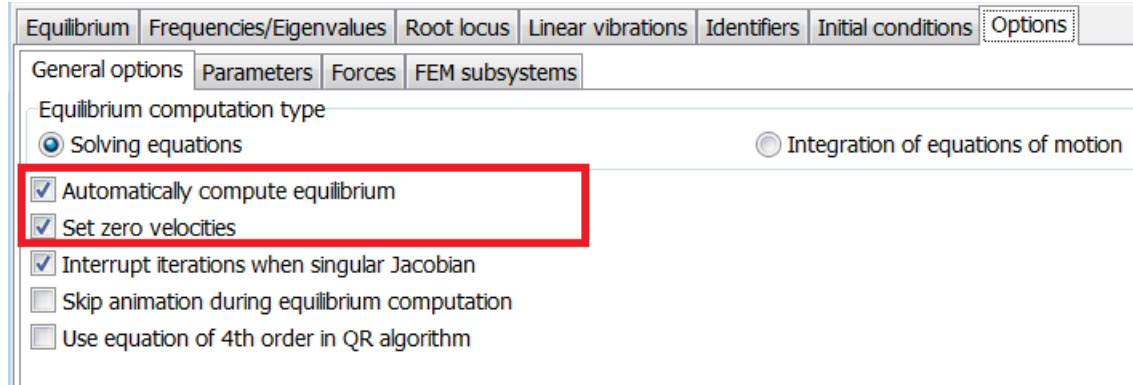 Equilibrium Frequencies/Eigenvalues Root locus Linear vibrations Identifiers Initial conditions Options
General options Parameters Forces FEM subsystems
Equilibrium computation type
Solving equations Integration of equations of motion
Automatically compute equilibrium
Set zero velocities
Interrupt iterations when singular Jacobian
Skip animation during equilibrium computation
Use equation of 4th order in QR algorithm